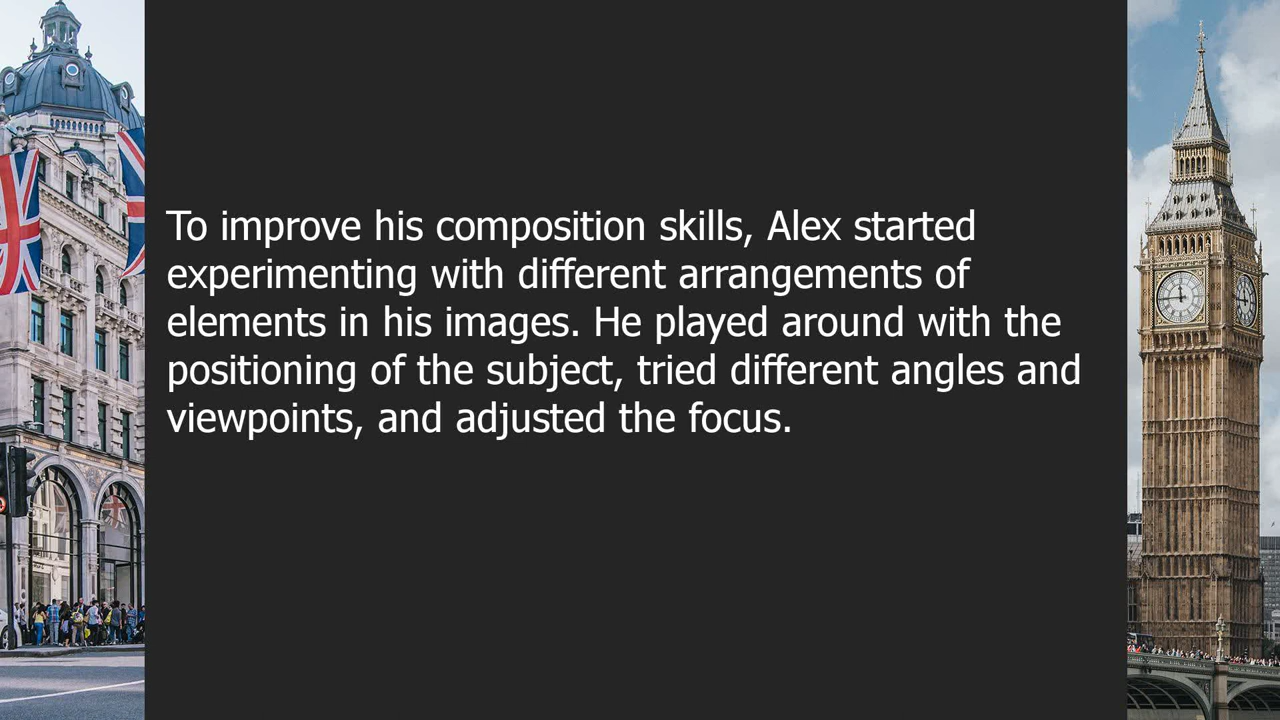 To improve his composition skills, Alex started
experimenting with different arrangements of
elements in his images. He played around with the
positioning of the subject, tried different angles and
viewpoints, and adjusted the focus.